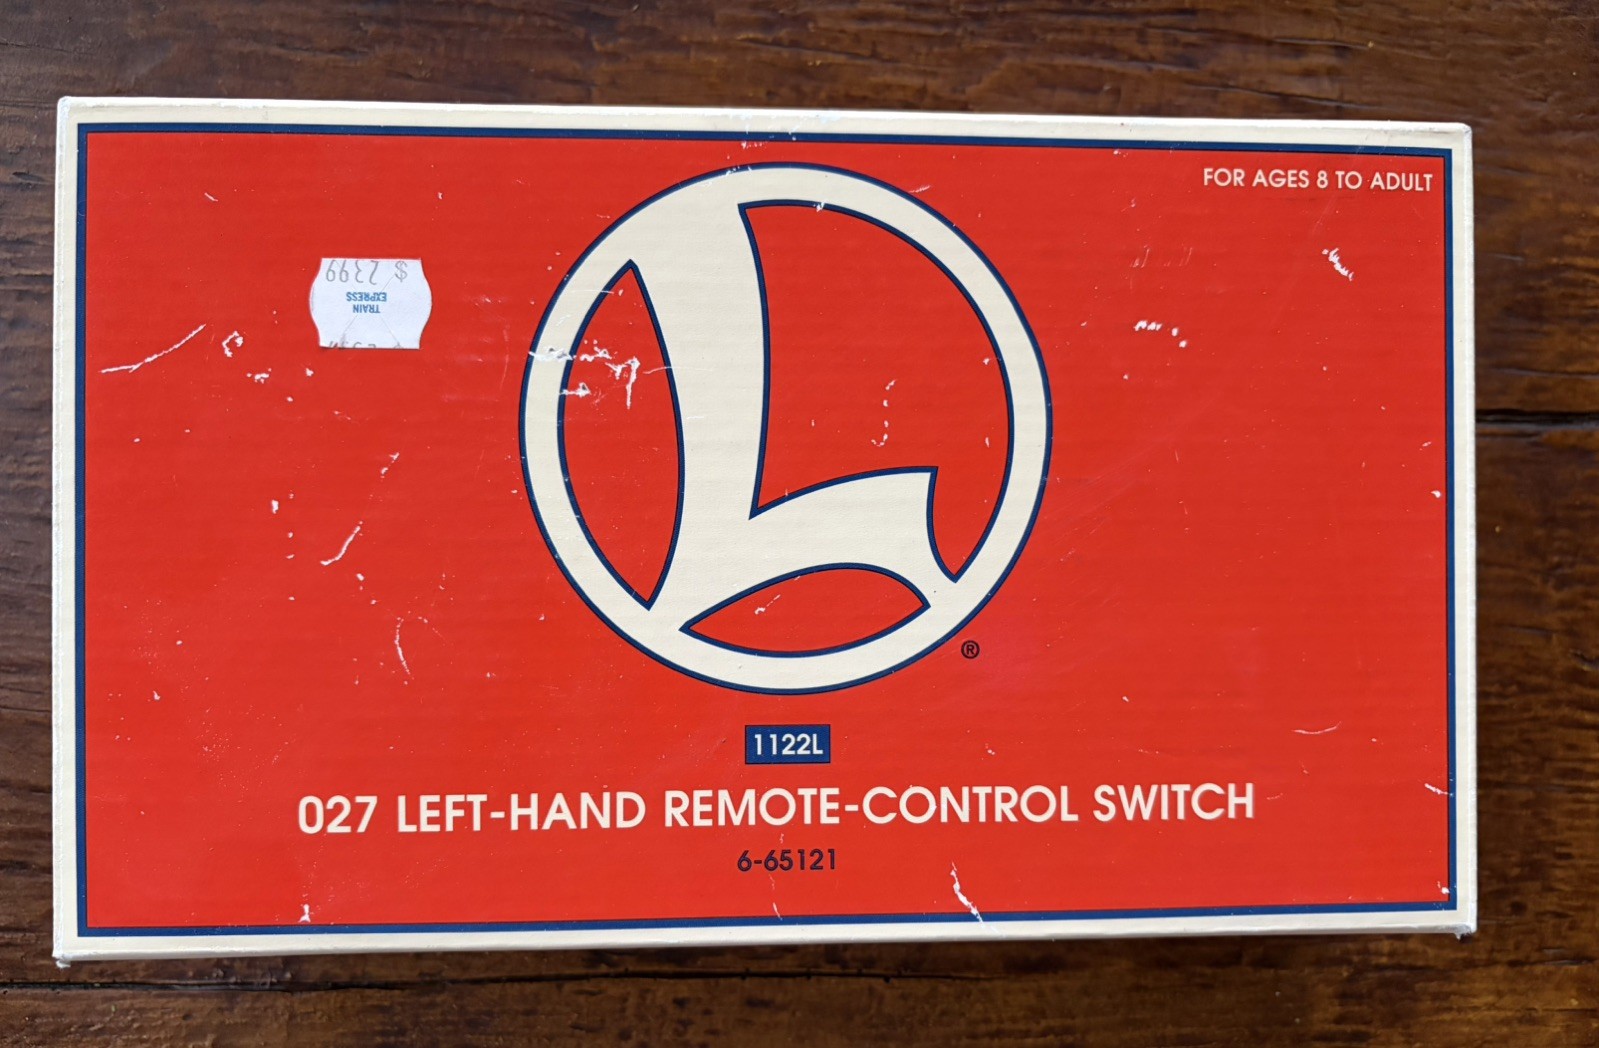 FOR AGES 8 TO ADULT
$ 2399
TRAIN
EXPRESS
L
®
1122L
027 LEFT-HAND REMOTE-CONTROL SWITCH
6-65121